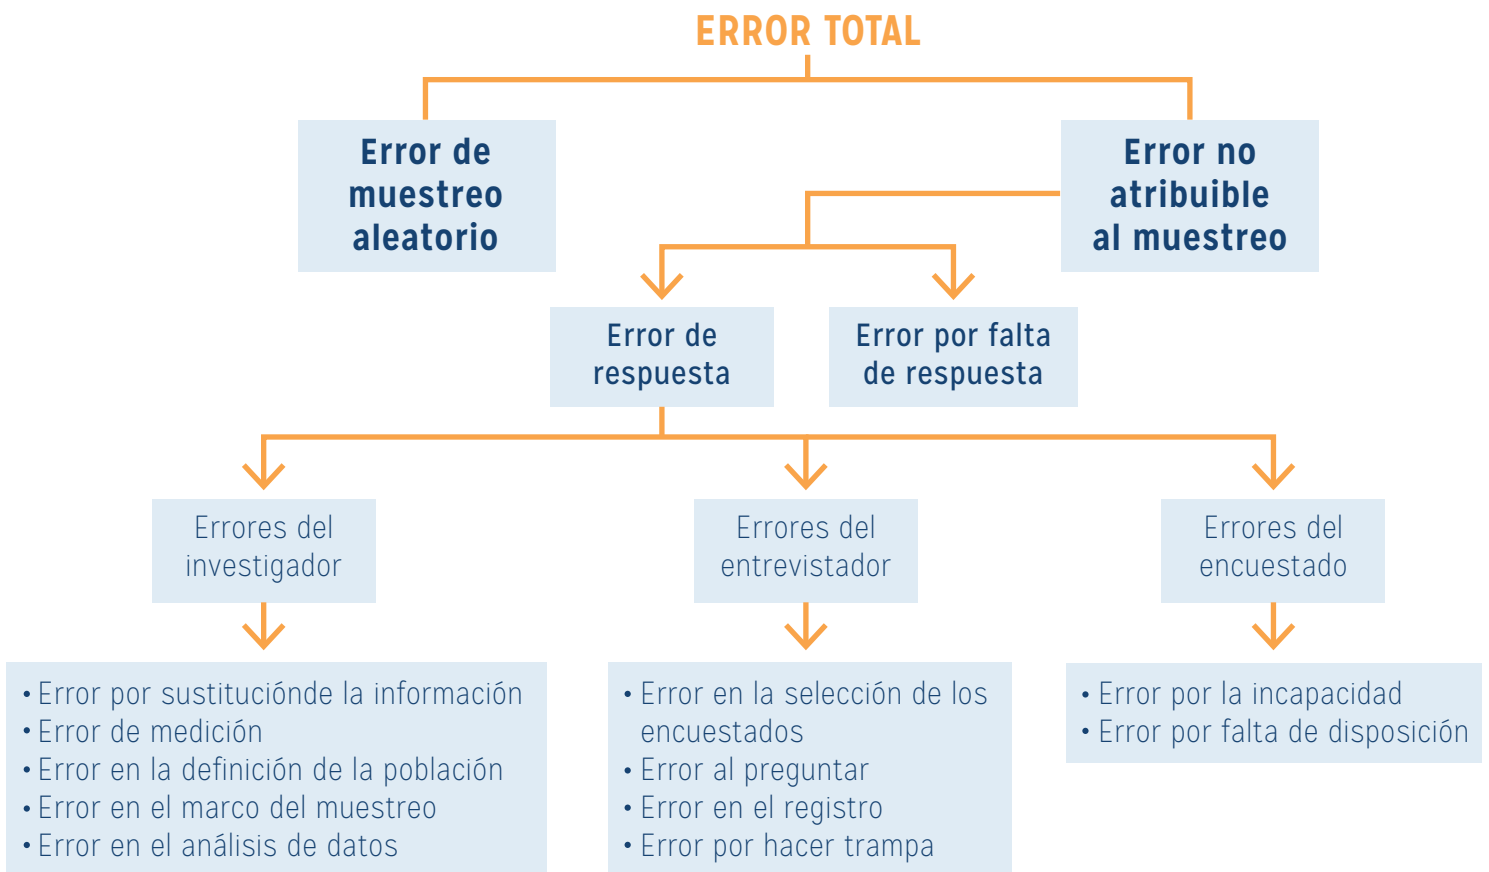 ERROR TOTAL
Error de
muestreo
aleatorio
Error no
atribuible
al muestreo
Error de
respuesta
Error por falta
de respuesta
Errores del
investigador
Errores del
entrevistador
Errores del
encuestado
• Error por sustituciónde la información
• Error de medición
• Error en la definición de la población
• Error en el marco del muestreo
• Error en el análisis de datos
• Error en la selección de los
encuestados
• Error al preguntar
• Error en el registro
• Error por hacer trampa
• Error por la incapacidad
• Error por falta de disposición